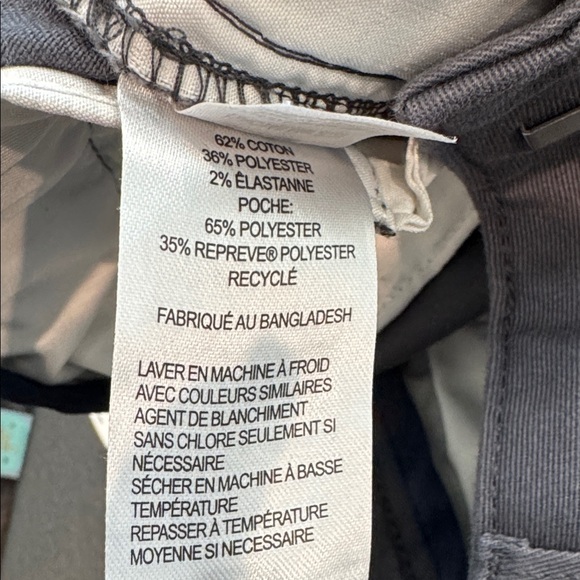 62% COTON
36% POLYESTER
2% ÉLASTANNE
POCHE:
65% POLYESTER
35% REPREVE® POLYESTER
RECYCLÉ
FABRIQUÉ AU BANGLADESH
LAVER EN MACHINE À FROID
AVEC COULEURS SIMILAIRES
AGENT DE BLANCHIMENT
SANS CHLORE SEULEMENT SI
NÉCESSAIRE
SÉCHER EN MACHINE À BASSE
TEMPÉRATURE
REPASSER À TEMPÉRATURE
MOYENNE SI NÉCESSAIRE